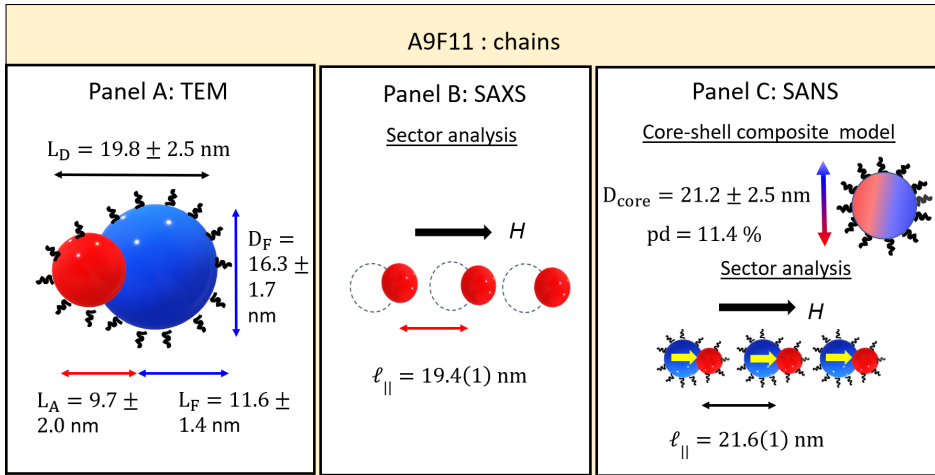 A9F11 : chains
Panel A: TEM
L_D = 19.8 ± 2.5 nm
D_F =
16.3 ±
1.7
nm
L_A = 9.7 ±
2.0 nm
L_F = 11.6 ±
1.4 nm
Panel B: SAXS
Sector analysis
H
ℓ_|| = 19.4(1) nm
Panel C: SANS
Core-shell composite model
D_core = 21.2 ± 2.5 nm
pd = 11.4 %
Sector analysis
H
ℓ_|| = 21.6(1) nm